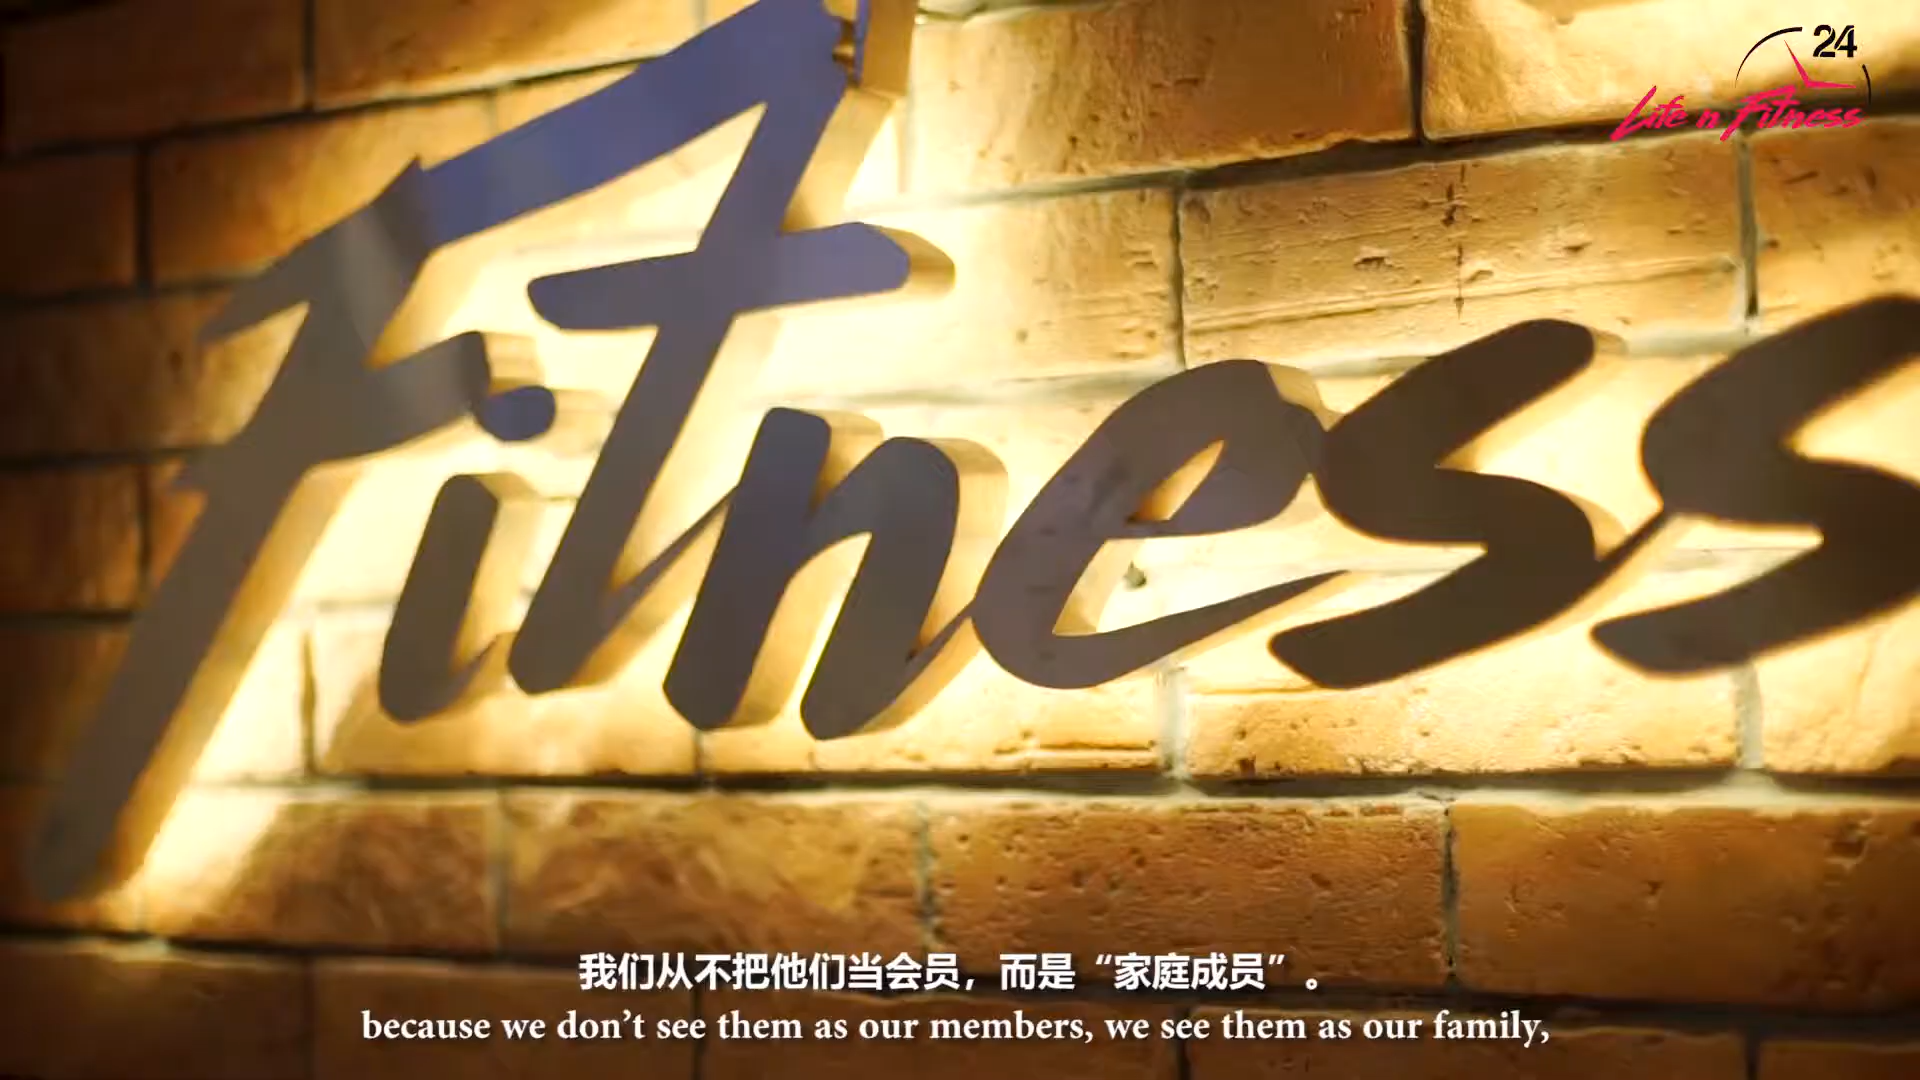 24
Life n Fitness
Fitness
我们从不把他们当会员，而是“家庭成员”。
because we don’t see them as our members, we see them as our family,